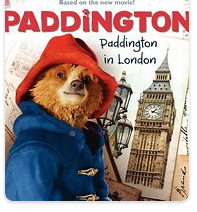 Based on the new movie!
PADDINGTON
Paddington
in London